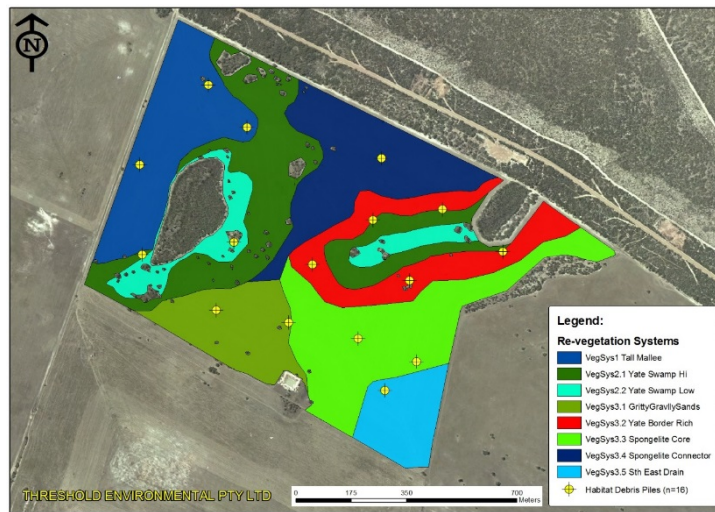 N
Legend:
Re-vegetation Systems
VegSys1 Tall Mallee
VegSys2.1 Yate Swamp Hi
VegSys2.2 Yate Swamp Low
VegSys3.1 GrittyGravllySands
VegSys3.2 Yate Border Rich
VegSys3.3 Spongelite Core
VegSys3.4 Spongelite Connector
VegSys3.5 Sth East Drain
Habitat Debris Piles (n=16)
THRESHOLD ENVIRONMENTAL PTY LTD
0 175 350 700
Meters